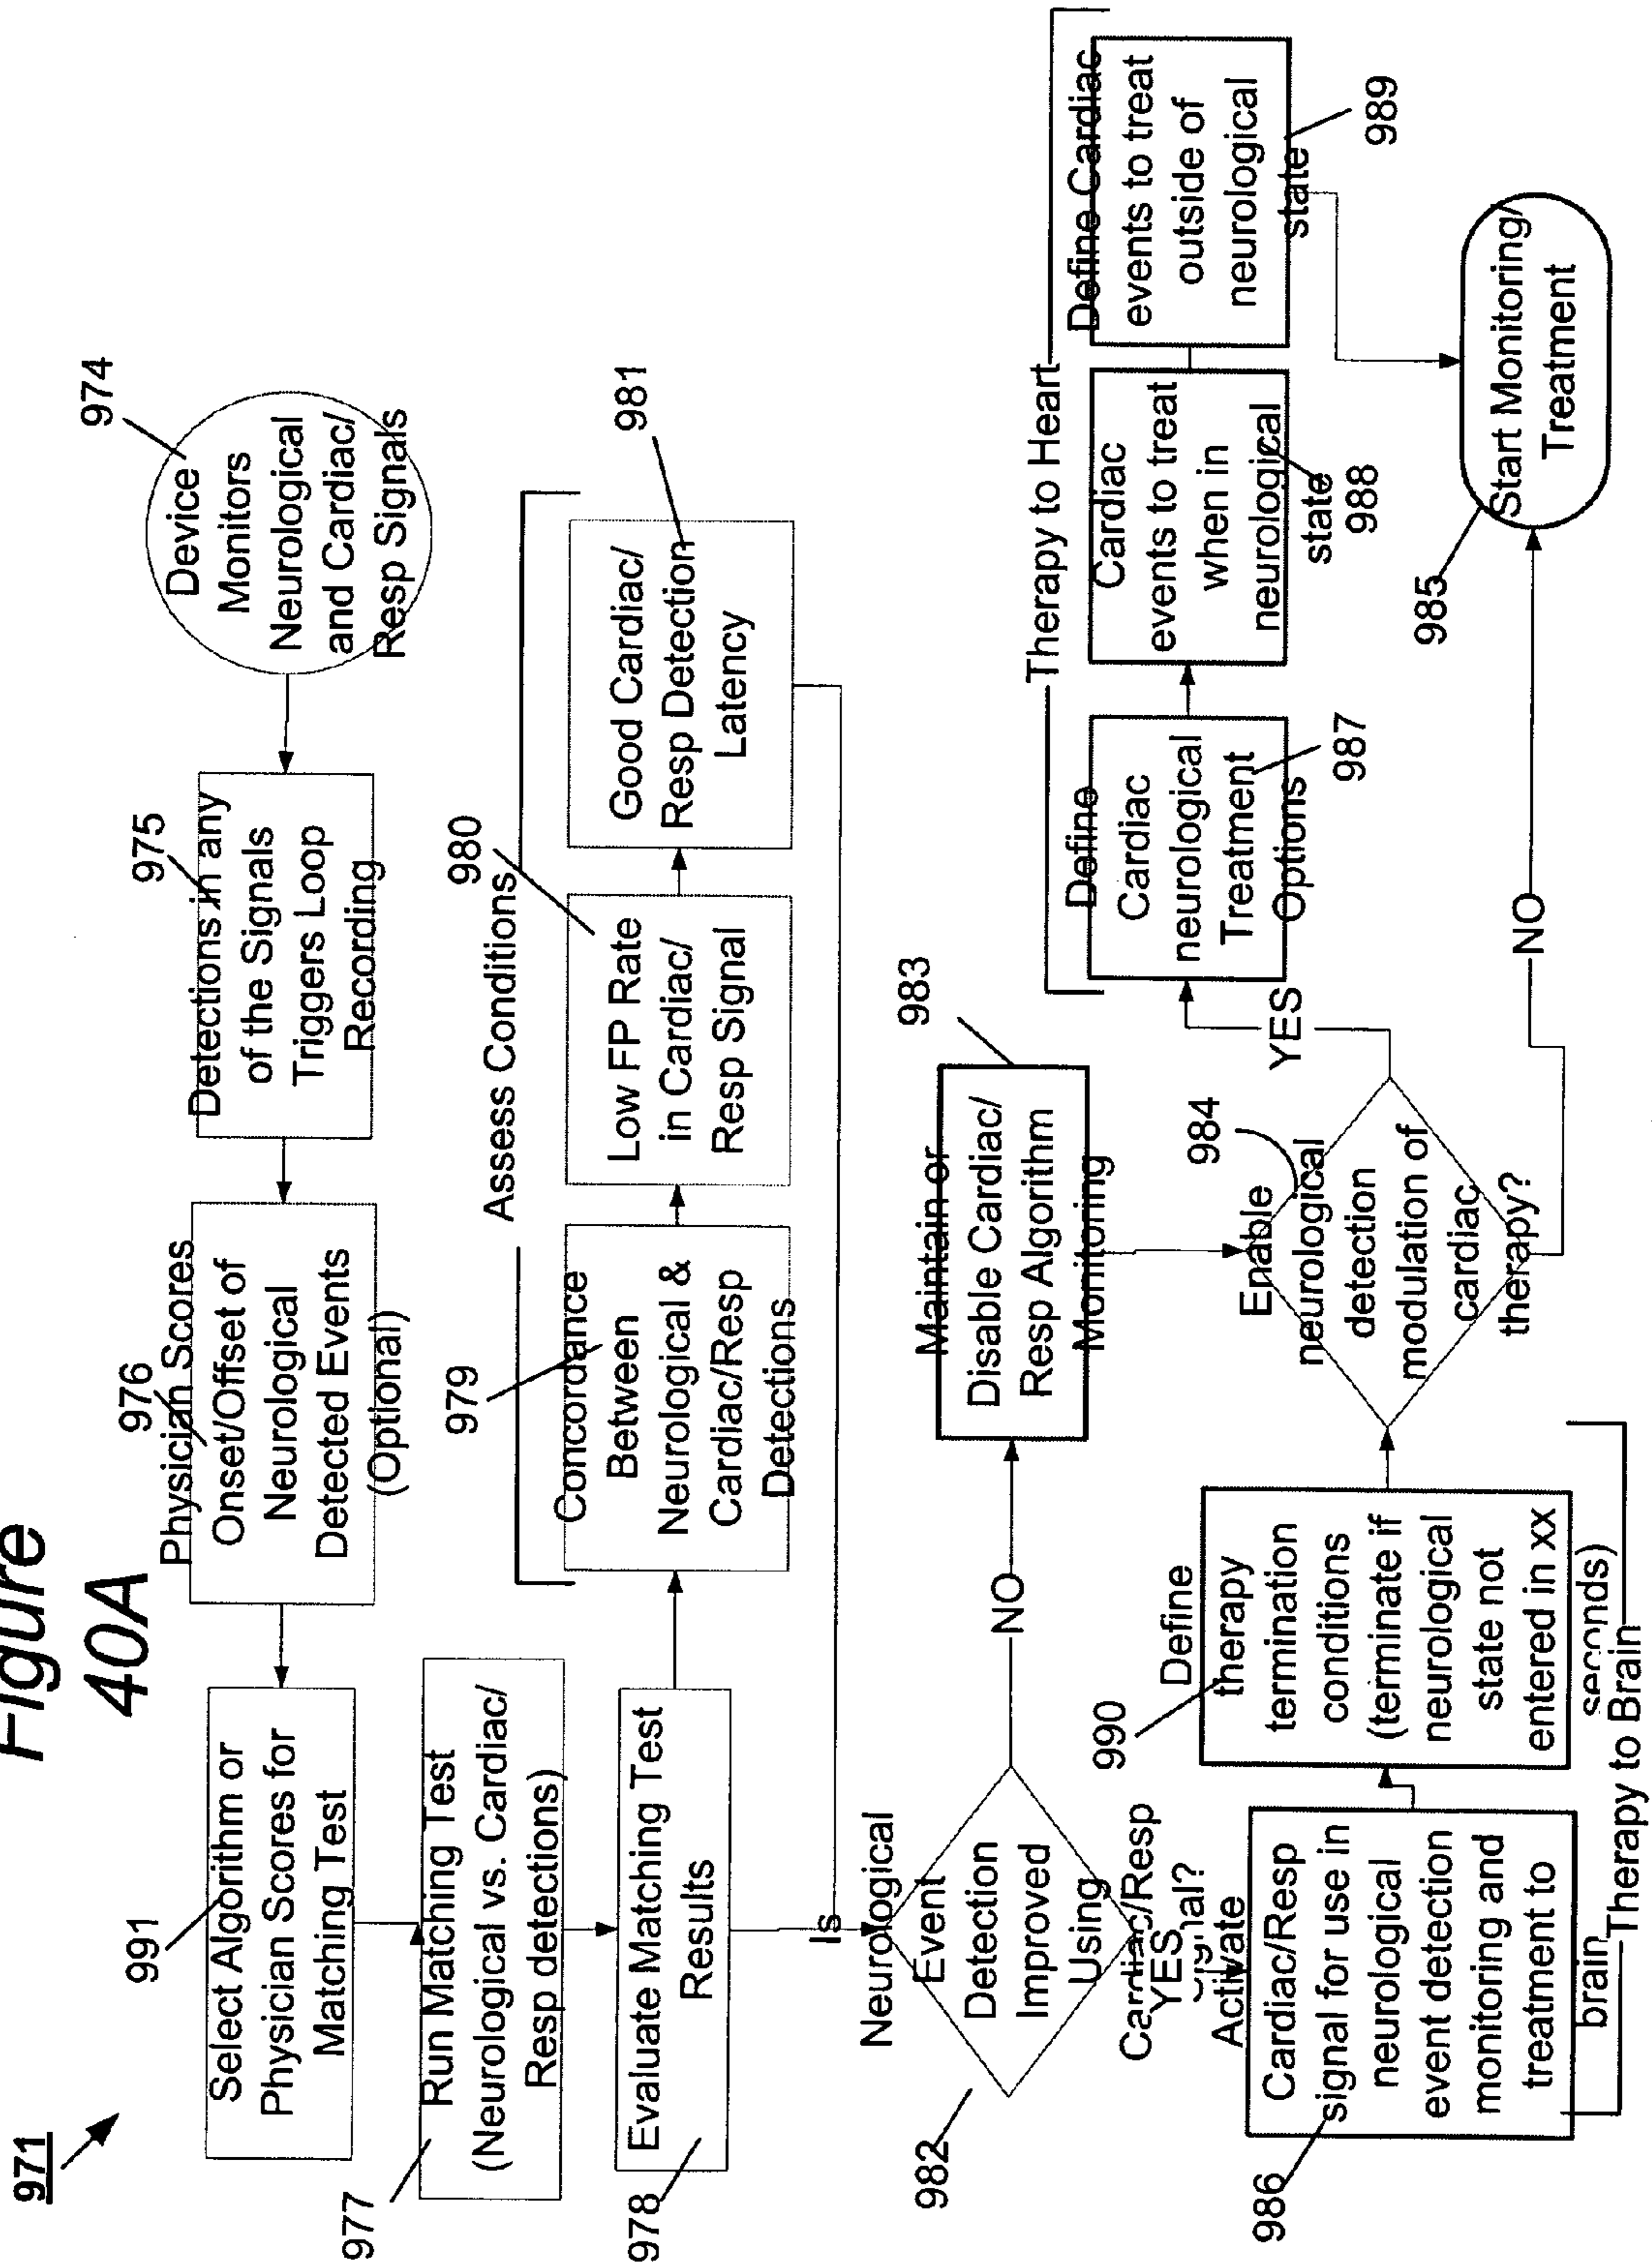 Figure
40A
971
974
Device
Monitors
Neurological
and Cardiac/
Resp Signals
975
Detections in any
of the Signals
Triggers Loop
Recording
976
Physician Scores
Onset/Offset of
Neurological
Detected Events
(Optional)
991
Select Algorithm or
Physician Scores for
Matching Test
977
Run Matching Test
(Neurological vs. Cardiac/
Resp detections)
978
Evaluate Matching Test
Results
Assess Conditions
979
Concordance
Between
Neurological &
Cardiac/Resp
Detections
980
Low FP Rate
in Cardiac/
Resp Signal
981
Good Cardiac/
Resp Detection
Latency
982
Is
Neurological
Event
Detection
Improved
Using
Cardiac/Resp
Signal?
NO
YES
983
Maintain or
Disable Cardiac/
Resp Algorithm
Monitoring
986
Activate
Cardiac/Resp
signal for use in
neurological
event detection
monitoring and
treatment to
brain
990
Define
therapy
termination
conditions
(terminate if
neurological
state not
entered in xx
seconds)
Therapy to Brain
984
Enable
neurological
detection
modulation of
cardiac
therapy?
YES
NO
Therapy to Heart
987
Define
Cardiac
neurological
Treatment
Options
988
Cardiac
events to treat
when in
neurological
state
989
Define Cardiac
events to treat
outside of
neurological
state
985
Start Monitoring/
Treatment